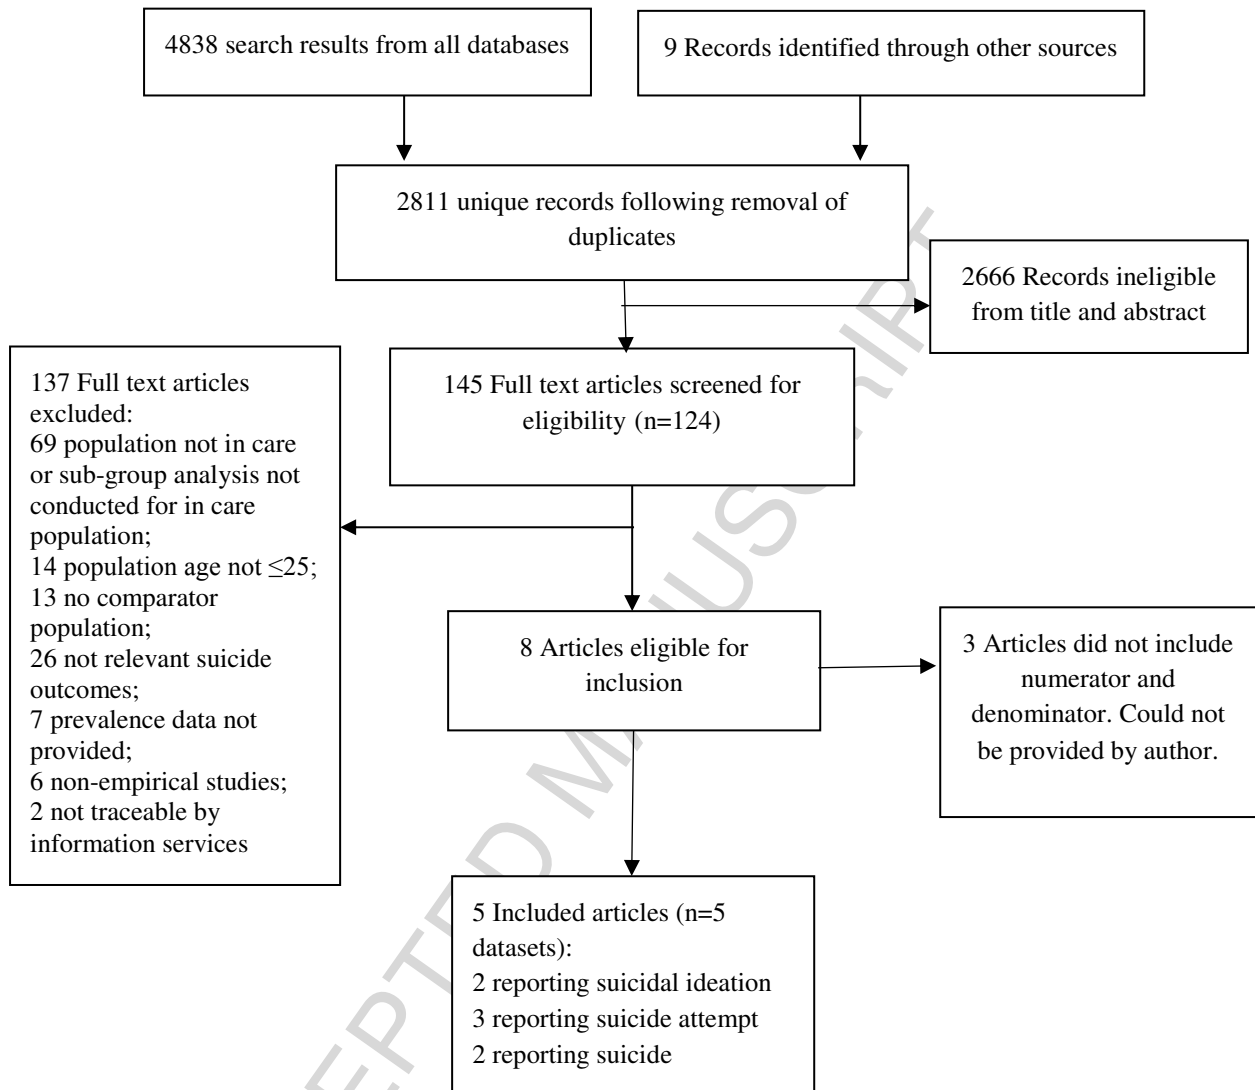 4838 search results from all databases
9 Records identified through other sources
2811 unique records following removal of
duplicates
2666 Records ineligible
from title and abstract
145 Full text articles screened for
eligibility (n=124)
137 Full text articles
excluded:
69 population not in care
or sub-group analysis not
conducted for in care
population;
14 population age not ≤25;
13 no comparator
population;
26 not relevant suicide
outcomes;
7 prevalence data not
provided;
6 non-empirical studies;
2 not traceable by
information services
8 Articles eligible for
inclusion
3 Articles did not include
numerator and
denominator. Could not
be provided by author.
5 Included articles (n=5
datasets):
2 reporting suicidal ideation
3 reporting suicide attempt
2 reporting suicide
EPTED MANUSCRIPT